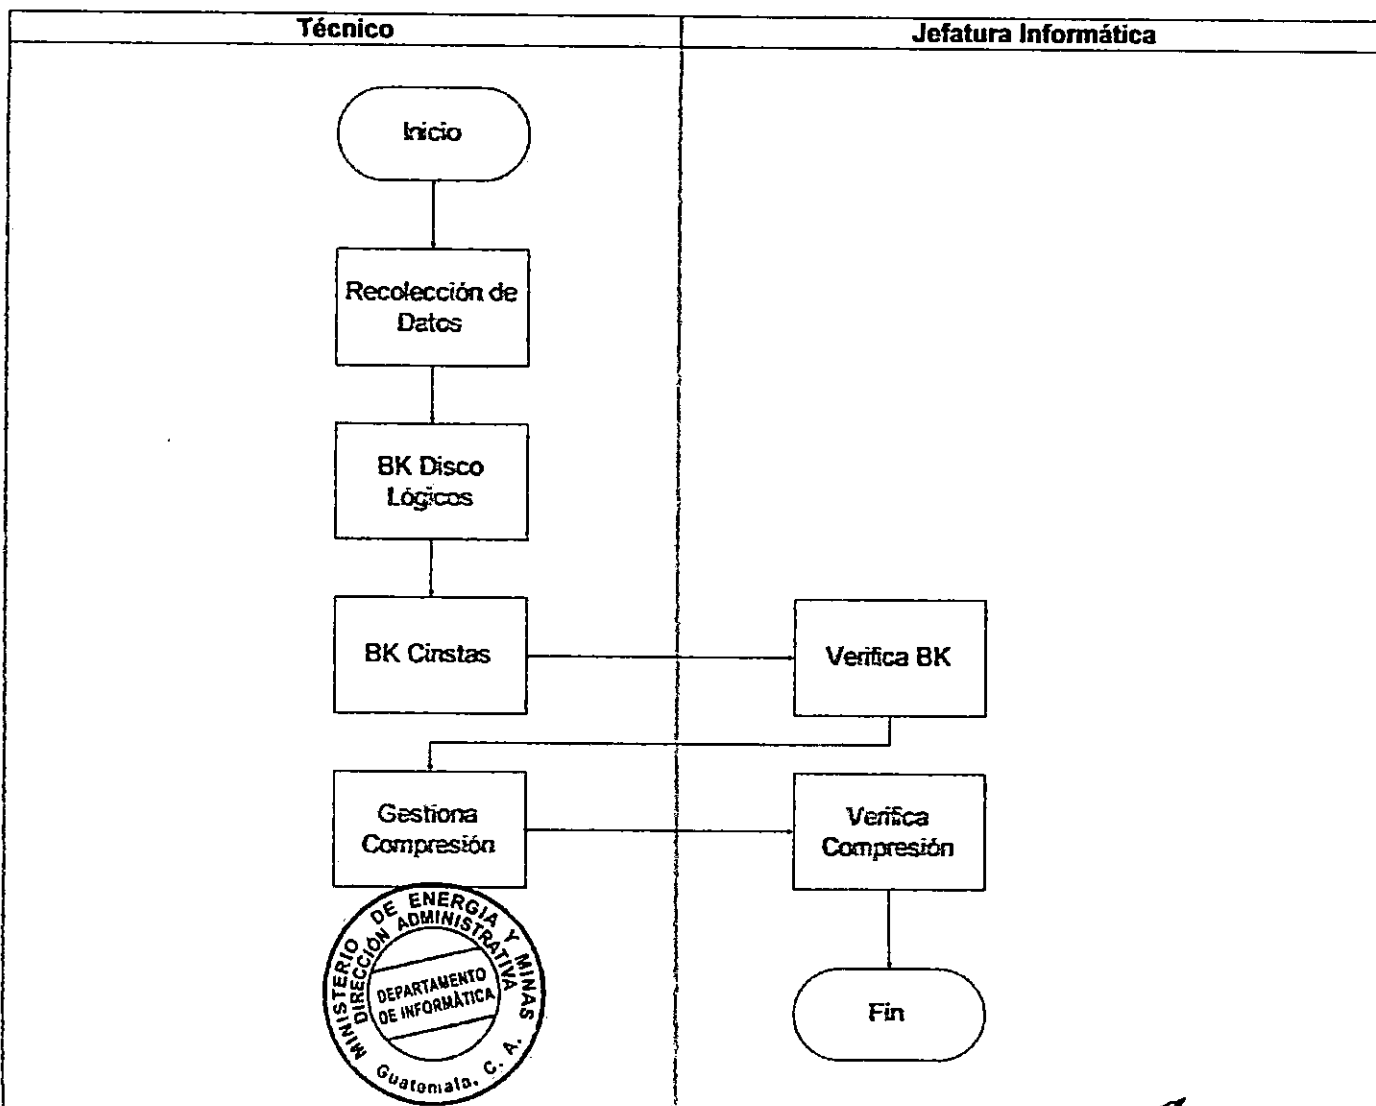 Técnico
Jefatura Informática
Inicio
Recolección de
Datos
BK Disco
Lógicos
BK Cinstas
Verifica BK
Gestiona
Compresión
Verifica
Compresión
MINISTERIO DE ENERGIA Y MINAS
DIRECCIÓN ADMINISTRATIVA
DEPARTAMENTO
DE INFORMÁTICA
Guatemala, C. A.
Fin